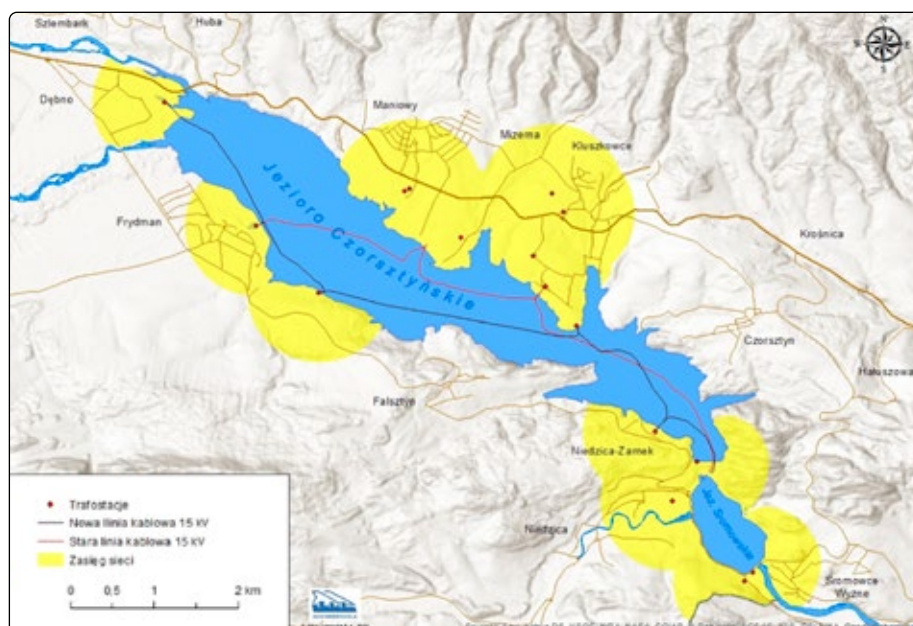 Szlembark
Huba
N
E
S
Dębno
Maniowy
Mizerna
Kluszkowce
Frydman
Jezioro Czorsztyńskie
Krośnica
Czorsztyn
Hałuszowa
Falsztyn
Niedzica-Zamek
Niedzica
Jez. Sromowskie
Sromowce
Wyżne
Trafostacje
Nowa linia kablowa 15 kV
Stara linia kablowa 15 kV
Zasięg sieci
0 0,5 1 2 km